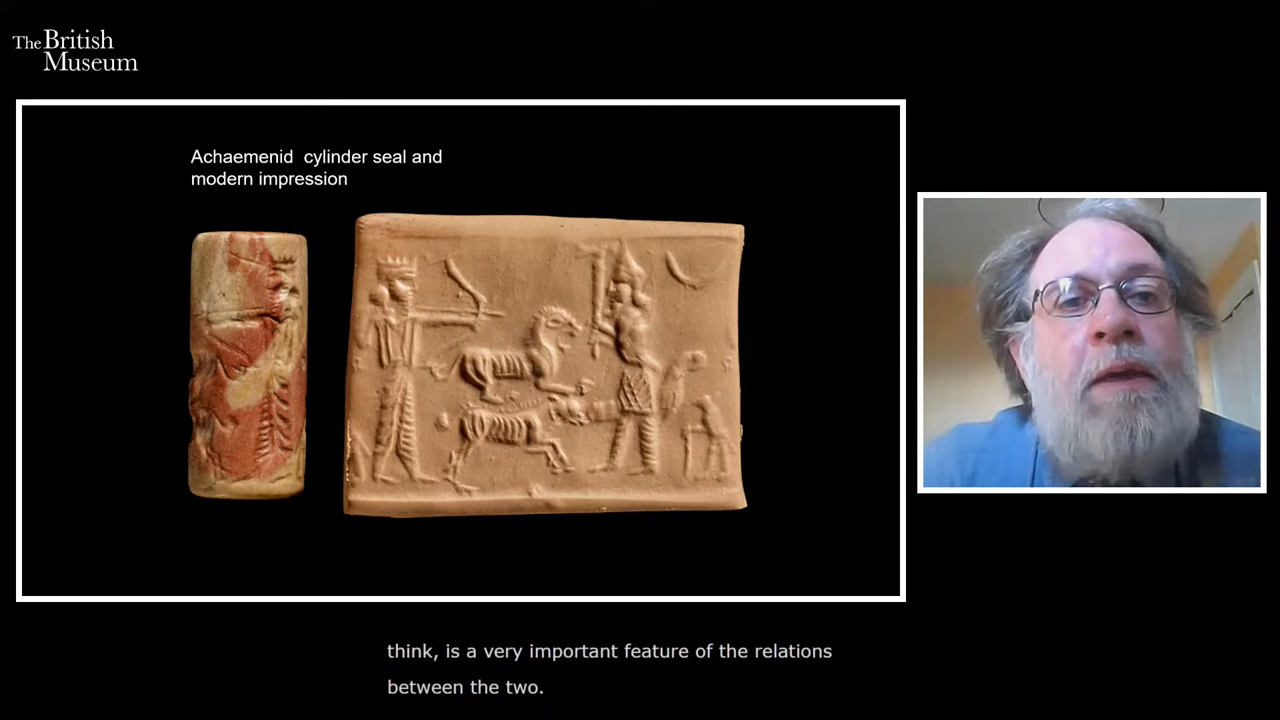 The British
Museum
Achaemenid  cylinder seal and
modern impression
think, is a very important feature of the relations
between the two.